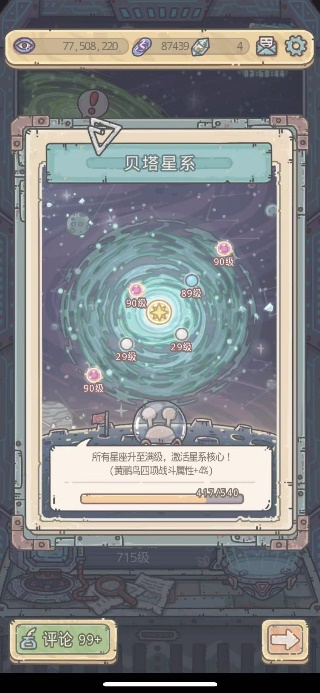 77,508,220
87439
4
贝塔星系
90级
89级
90级
29级
29级
90级
所有星座升至满级，激活星系核心！
（黄鹂鸟四项战斗属性+4%）
417/540
715级
评论 99+